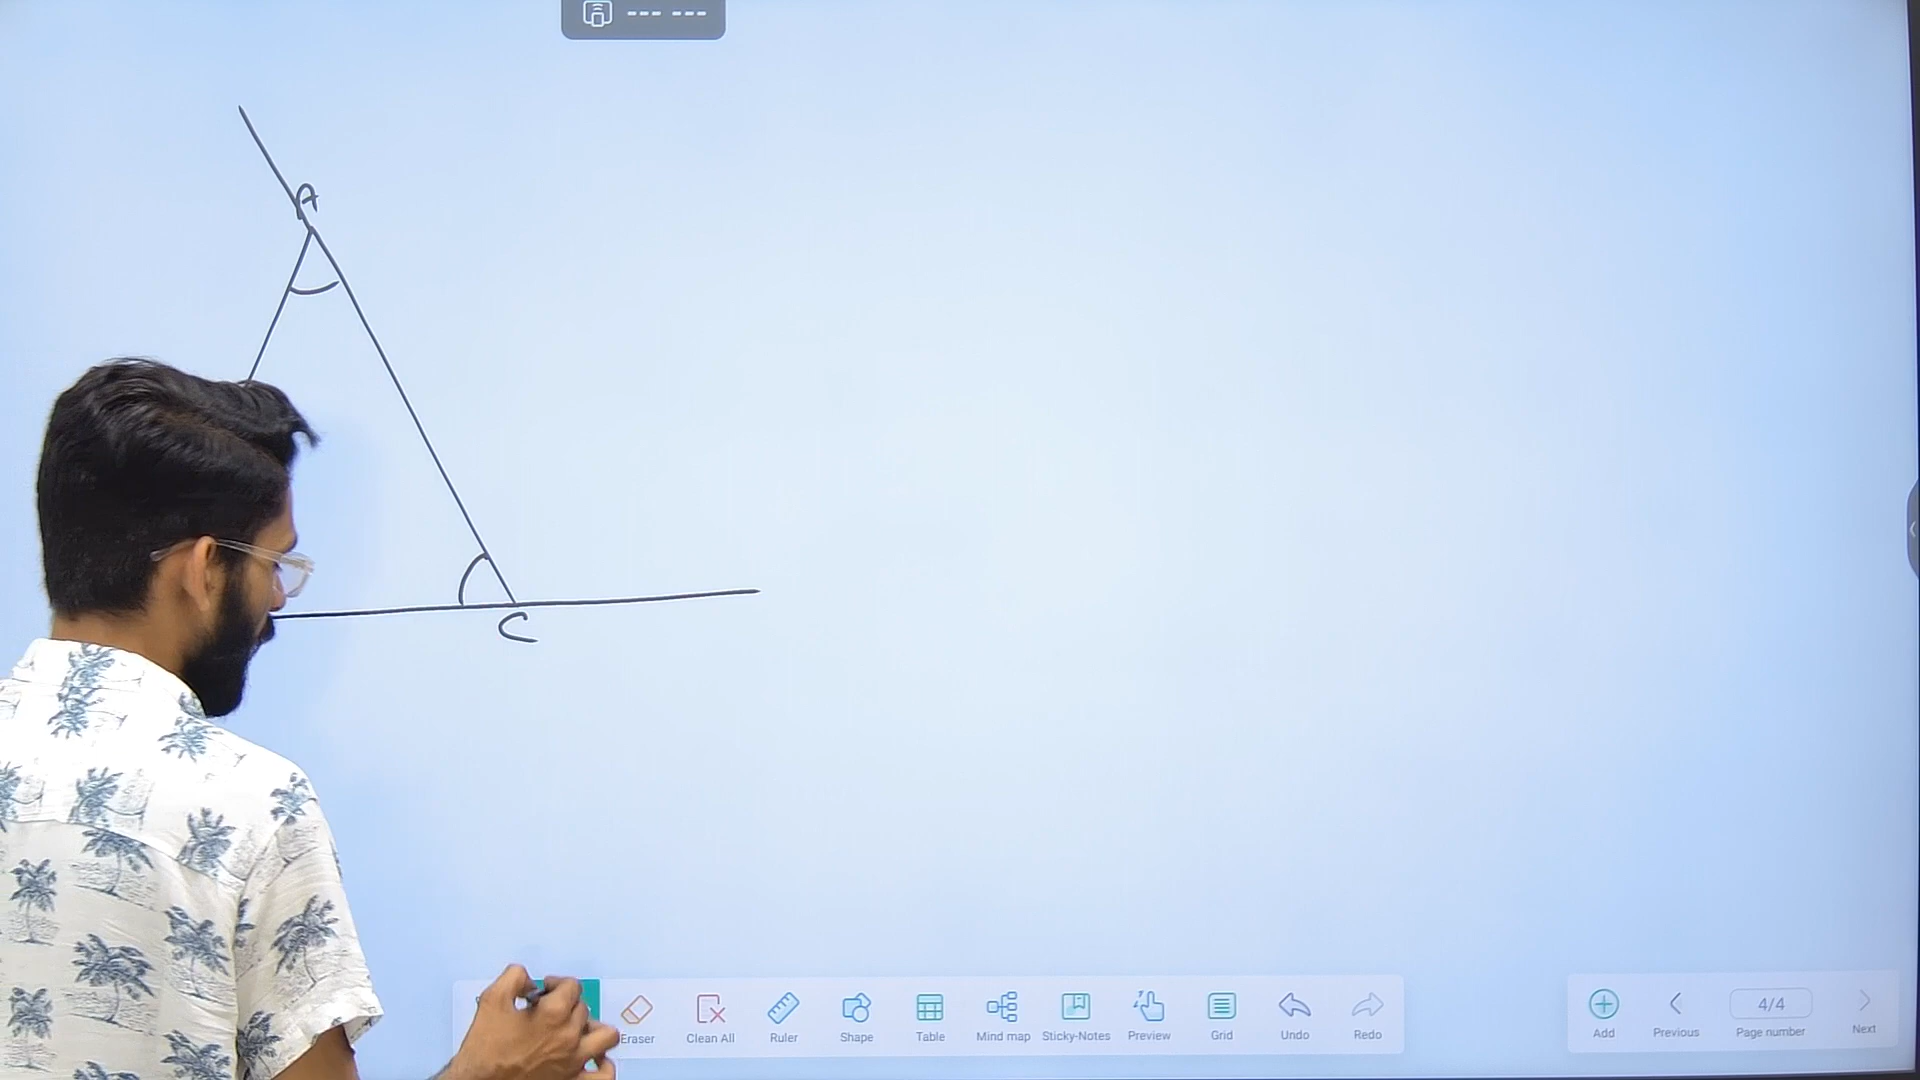 A
C
Eraser
Clean All
Ruler
Shape
Table
Mind map
Sticky-Notes
Preview
Grid
Undo
Redo
Add
Previous
4/4
Page number
Next